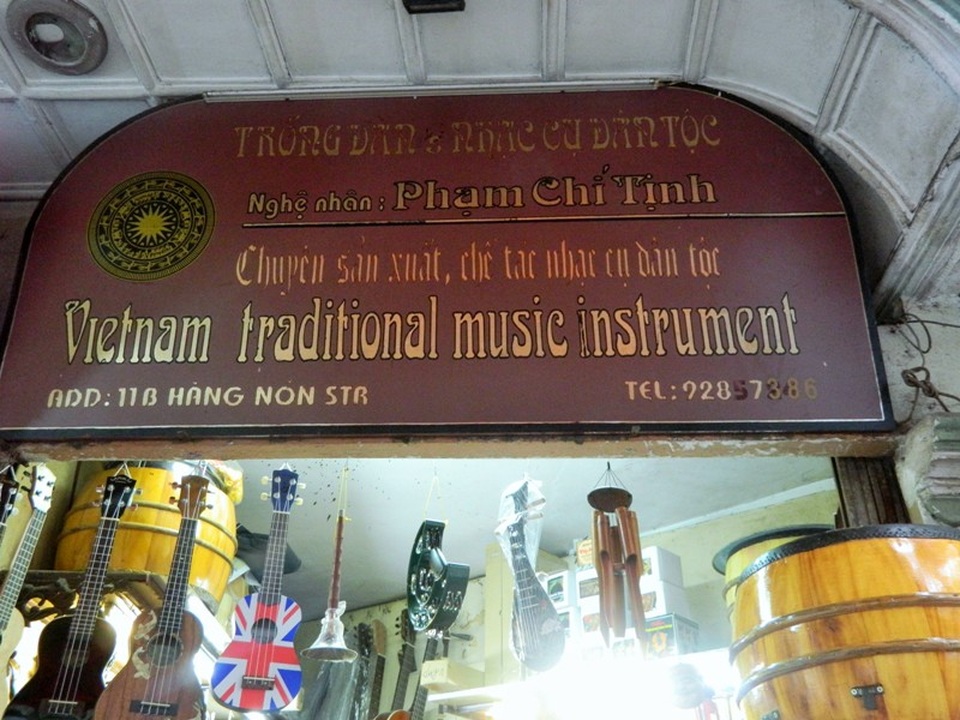 TRỐNG DÂN & NHẠC CỤ DÂN TỘC
Nghệ nhân : Phạm Chí Tịnh
Chuyên sản xuất, chế tác nhạc cụ dân tộc
Vietnam traditional music instrument
ADD: 11B HÀNG NÓN STR
TEL: 92857386